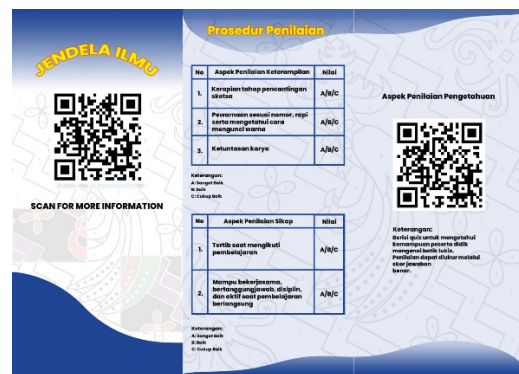 JENDELA ILMU
SCAN FOR MORE INFORMATION
Prosedur Penilaian
No Aspek Penilaian Keterampilan Nilai
1. Kerapian tahap pencantingan
sketsa A/B/C
2. Pewarnaan sesuai nomor, rapi
serta mengetahui cara
mengunci warna A/B/C
3. Ketuntasan karya A/B/C
Keterangan:
A: Sangat Baik
B: Baik
C: Cukup Baik
No Aspek Penilaian Sikap Nilai
1. Tertib saat mengikuti
pembelajaran A/B/C
2. Mampu bekerjasama,
bertanggungjawab, disiplin,
dan aktif saat pembelajaran
berlangsung A/B/C
Keterangan:
A: Sangat Baik
B: Baik
C: Cukup Baik
Aspek Penilaian Pengetahuan
Keterangan:
Berisi quiz untuk mengetahui
kemampuan peserta didik
mengenai batik lukis.
Penilaian dapat diukur melalui
skor jawaban
benar.